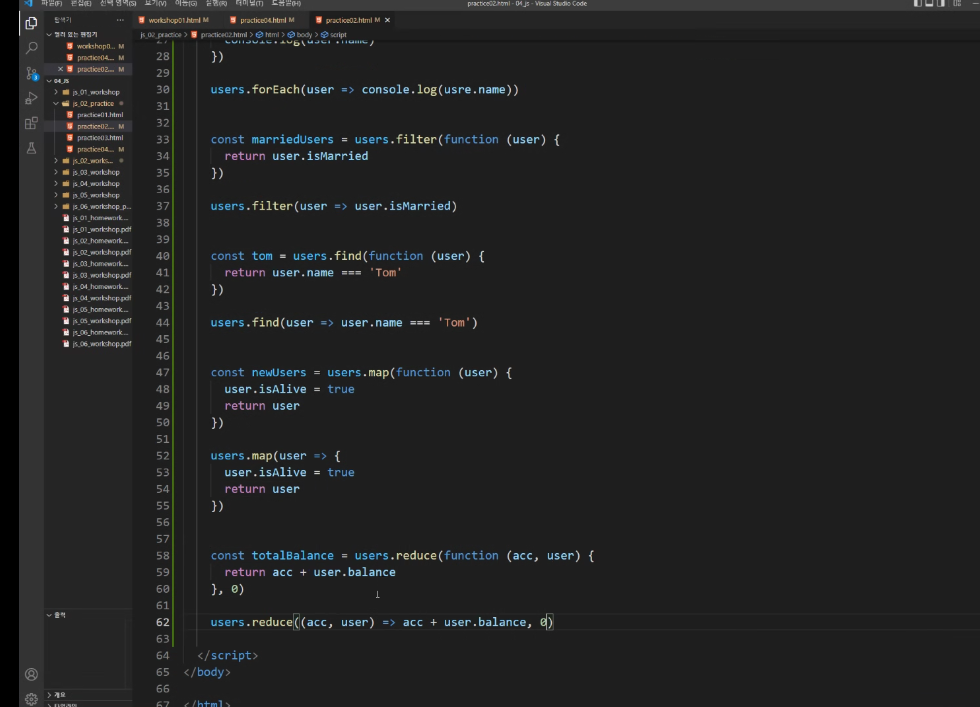 파일(F) 편집(E) 선택 영역(S) 보기(V) 이동(G) 실행(R) 터미널(T) 도움말(H) practice02.html - 04_js - Visual Studio Code
탐색기 ···
workshop01.html M practice04.html M practice02.html M ×
js_02_practice > practice02.html > html > body > script
열려 있는 편집기
workshop0... M
practice04.... M
× practice02.... M
04_JS
js_01_workshop
js_02_practice
practice01.html
practice02.... M
practice03.html
practice04.... M
js_02_works...
js_03_workshop
js_04_workshop
js_05_workshop
js_06_workshop_p...
js_01_homework....
js_01_workshop.pdf
js_02_homework....
js_02_workshop.pdf
js_03_homework....
js_03_workshop.pdf
js_04_homework....
js_04_workshop.pdf
js_05_homework....
js_05_workshop.pdf
js_06_homework....
js_06_workshop.pdf
개요
3
27 console.log(user.name)
28 })
29
30 users.forEach(user => console.log(usre.name))
31
32
33 const marriedUsers = users.filter(function (user) {
34 return user.isMarried
35 })
36
37 users.filter(user => user.isMarried)
38
39
40 const tom = users.find(function (user) {
41 return user.name === 'Tom'
42 })
43
44 users.find(user => user.name === 'Tom')
45
46
47 const newUsers = users.map(function (user) {
48 user.isAlive = true
49 return user
50 })
51
52 users.map(user => {
53 user.isAlive = true
54 return user
55 })
56
57
58 const totalBalance = users.reduce(function (acc, user) {
59 return acc + user.balance
60 }, 0)
61
62 users.reduce((acc, user) => acc + user.balance, 0)
63
64 </script>
65 </body>
66
67 </html>